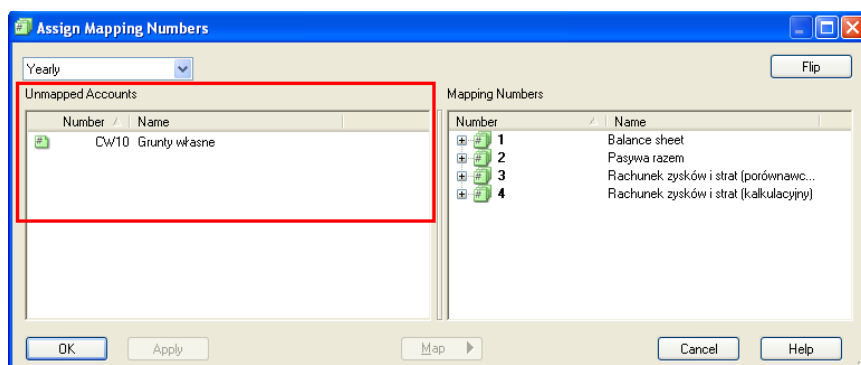 Assign Mapping Numbers
Yearly
Flip
Unmapped Accounts
Mapping Numbers
Number Name
CW10 Grunty własne
Number Name
1 Balance sheet
2 Pasywa razem
3 Rachunek zysków i strat (porównawc...
4 Rachunek zysków i strat (kalkulacyjny)
OK
Apply
Map
Cancel
Help